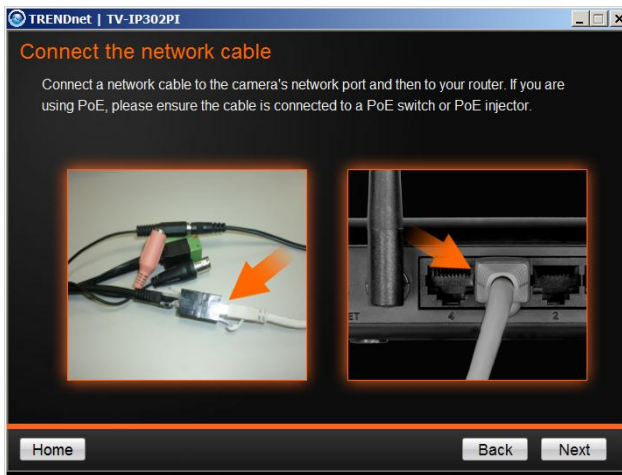 TRENDnet | TV-IP302PI
Connect the network cable
Connect a network cable to the camera's network port and then to your router. If you are
using PoE, please ensure the cable is connected to a PoE switch or PoE injector.
ET
4
2
Home
Back
Next